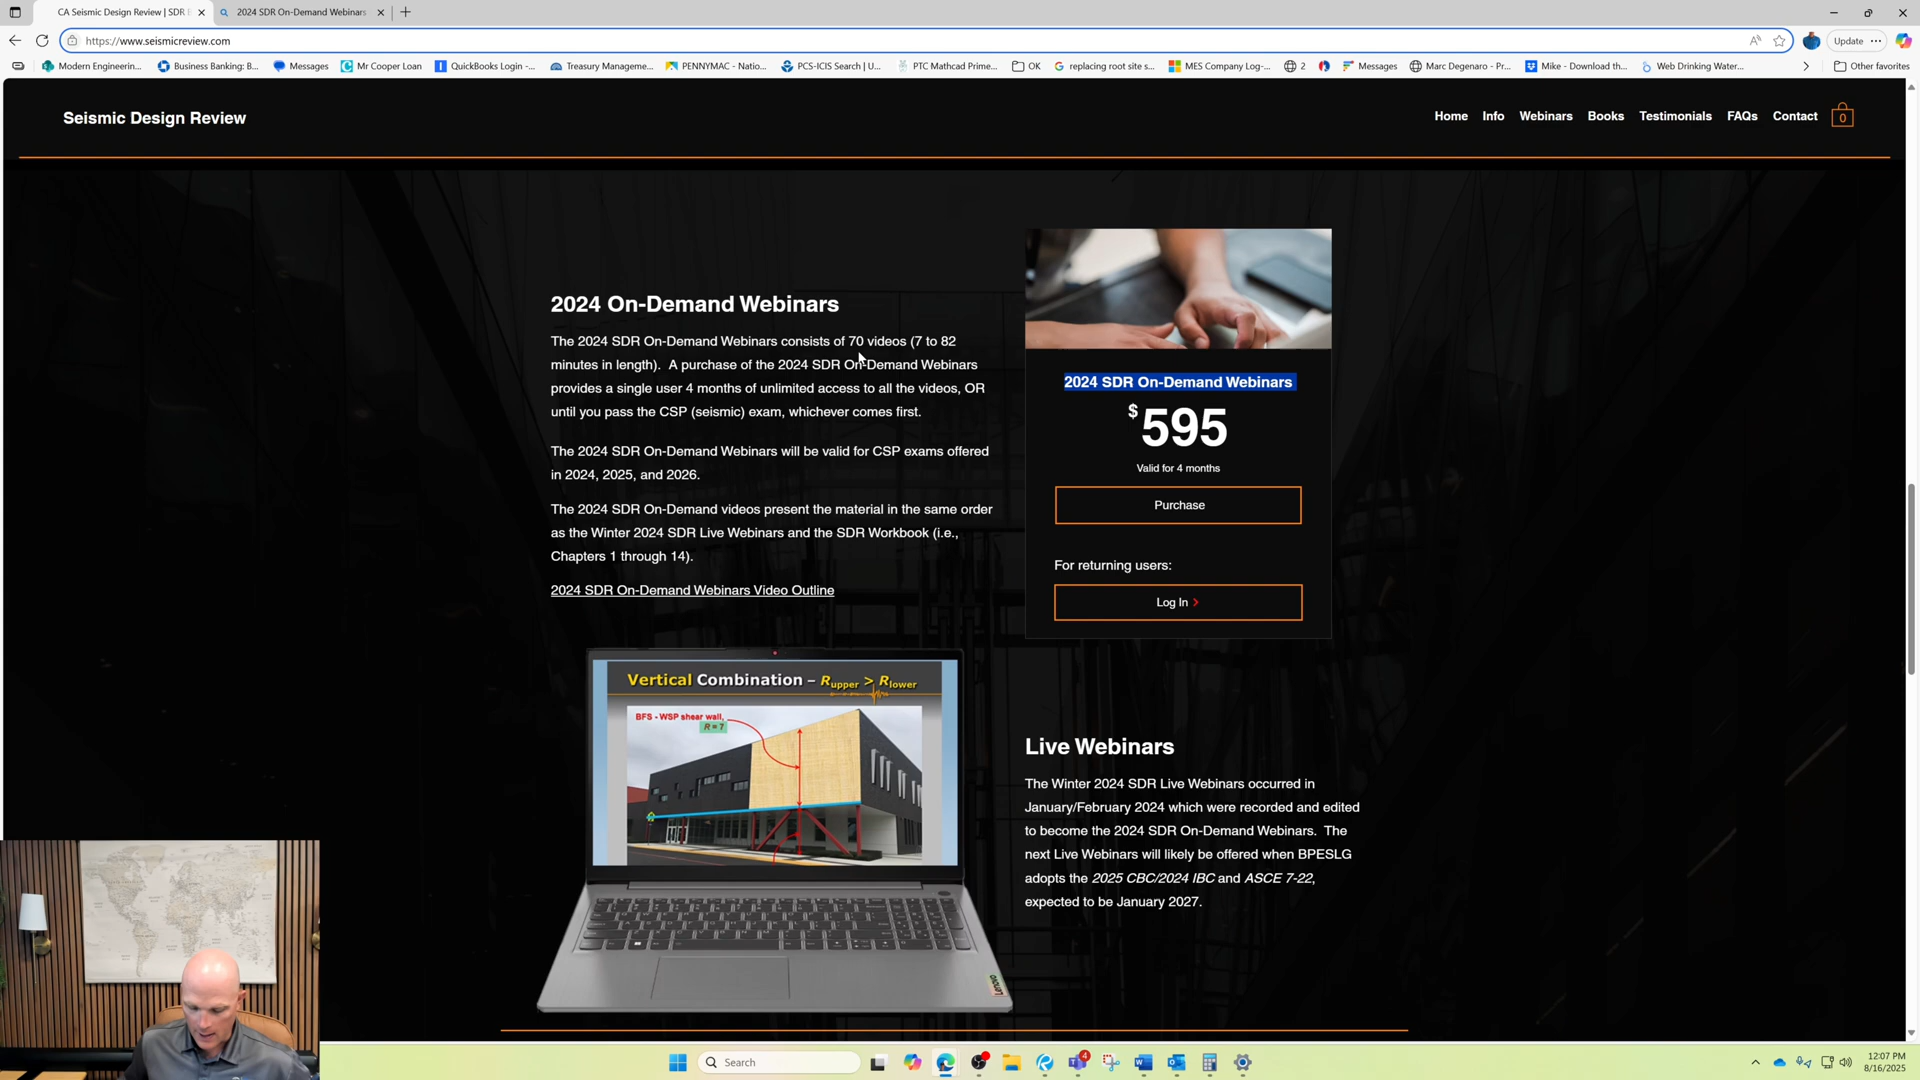 CA Seismic Design Review | SDR
2024 SDR On-Demand Webinars
https://www.seismicreview.com
Update
Modern Engineerin...
Business Banking: B...
Messages
Mr Cooper Loan
QuickBooks Login -...
Treasury Manageme...
PENNYMAC - Natio...
PCS-ICIS Search | U...
PTC Mathcad Prime...
OK
replacing root site s...
MES Company Log-...
2
Messages
Marc Degenaro - Pr...
Mike - Download th...
Web Drinking Water...
Other favorites
Seismic Design Review
Home
Info
Webinars
Books
Testimonials
FAQs
Contact
0
2024 On-Demand Webinars
The 2024 SDR On-Demand Webinars consists of 70 videos (7 to 82
minutes in length). A purchase of the 2024 SDR On-Demand Webinars
provides a single user 4 months of unlimited access to all the videos, OR
until you pass the CSP (seismic) exam, whichever comes first.
The 2024 SDR On-Demand Webinars will be valid for CSP exams offered
in 2024, 2025, and 2026.
The 2024 SDR On-Demand videos present the material in the same order
as the Winter 2024 SDR Live Webinars and the SDR Workbook (i.e.,
Chapters 1 through 14).
2024 SDR On-Demand Webinars Video Outline
2024 SDR On-Demand Webinars
$595
Valid for 4 months
Purchase
For returning users:
Log In
Vertical Combination – Rupper > Rlower
BFS - WSP shear wall,
R = 7
Lenovo
Live Webinars
The Winter 2024 SDR Live Webinars occurred in
January/February 2024 which were recorded and edited
to become the 2024 SDR On-Demand Webinars. The
next Live Webinars will likely be offered when BPESLG
adopts the 2025 CBC/2024 IBC and ASCE 7-22,
expected to be January 2027.
Search
4
12:07 PM
8/16/2025